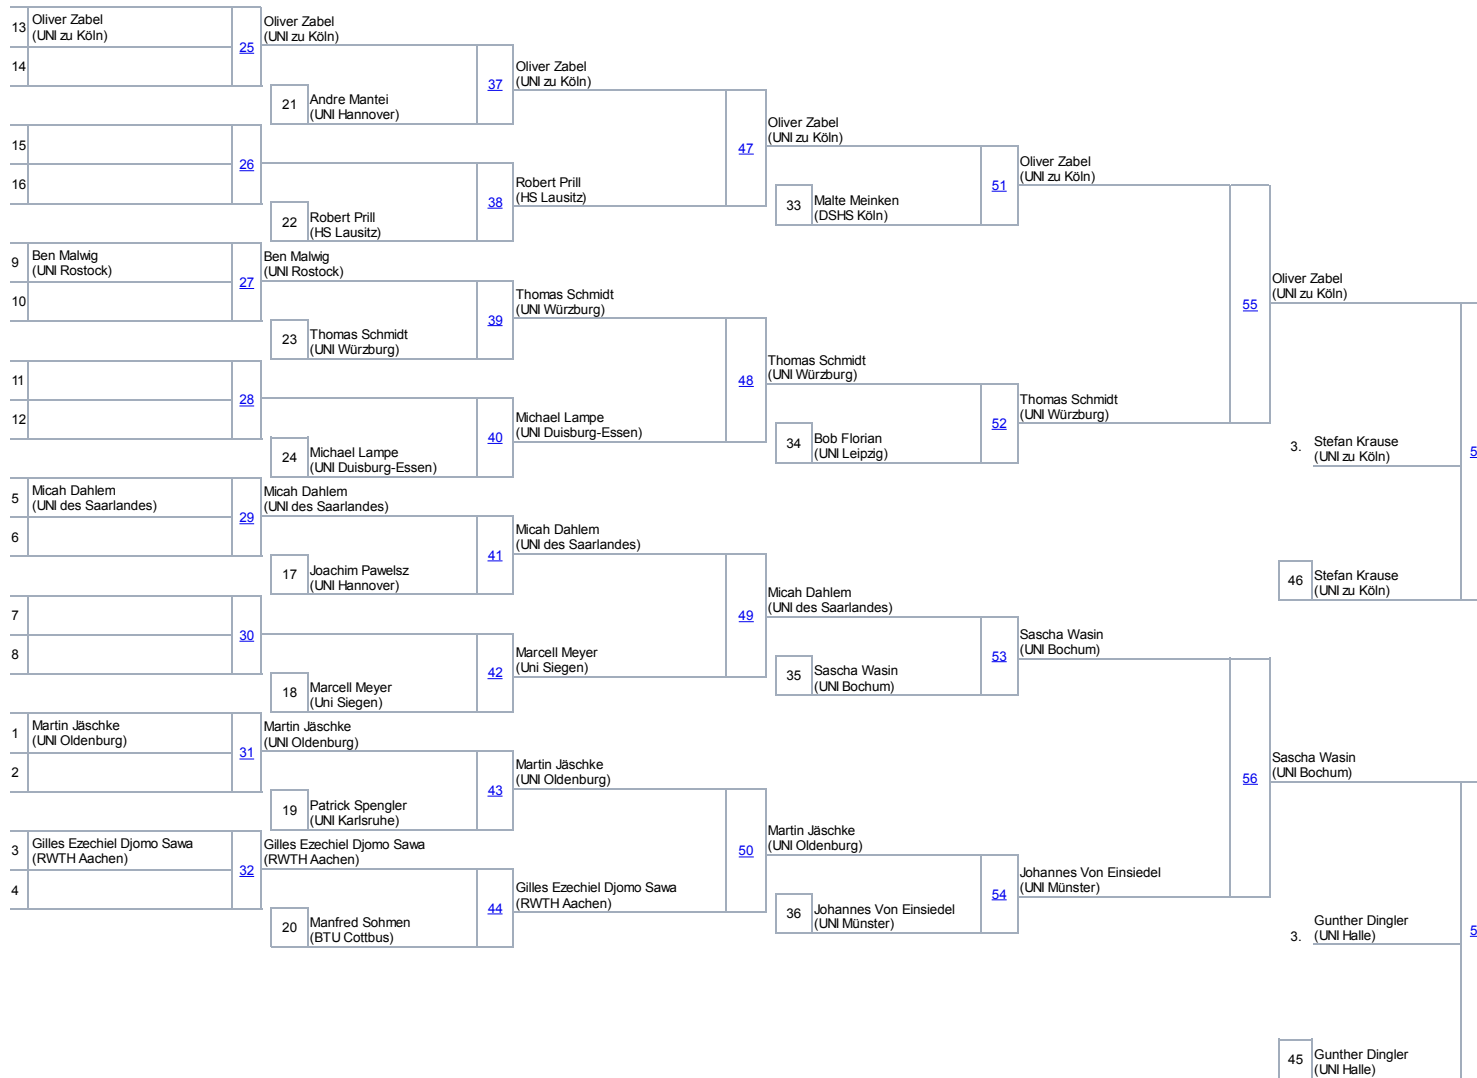 13
Oliver Zabel
(UNI zu Köln)
14
25
Oliver Zabel
(UNI zu Köln)
21
Andre Mantei
(UNI Hannover)
37
Oliver Zabel
(UNI zu Köln)
15
16
26
22
Robert Prill
(HS Lausitz)
38
Robert Prill
(HS Lausitz)
47
Oliver Zabel
(UNI zu Köln)
33
Malte Meinken
(DSHS Köln)
51
Oliver Zabel
(UNI zu Köln)
9
Ben Malwig
(UNI Rostock)
10
27
Ben Malwig
(UNI Rostock)
23
Thomas Schmidt
(UNI Würzburg)
39
Thomas Schmidt
(UNI Würzburg)
11
12
28
24
Michael Lampe
(UNI Duisburg-Essen)
40
Michael Lampe
(UNI Duisburg-Essen)
48
Thomas Schmidt
(UNI Würzburg)
34
Bob Florian
(UNI Leipzig)
52
Thomas Schmidt
(UNI Würzburg)
55
Oliver Zabel
(UNI zu Köln)
3.
Stefan Krause
(UNI zu Köln)
5
46
Stefan Krause
(UNI zu Köln)
5
Micah Dahlem
(UNI des Saarlandes)
6
29
Micah Dahlem
(UNI des Saarlandes)
17
Joachim Pawelsz
(UNI Hannover)
41
Micah Dahlem
(UNI des Saarlandes)
7
8
30
18
Marcell Meyer
(Uni Siegen)
42
Marcell Meyer
(Uni Siegen)
49
Micah Dahlem
(UNI des Saarlandes)
35
Sascha Wasin
(UNI Bochum)
53
Sascha Wasin
(UNI Bochum)
1
Martin Jäschke
(UNI Oldenburg)
2
31
Martin Jäschke
(UNI Oldenburg)
19
Patrick Spengler
(UNI Karlsruhe)
43
Martin Jäschke
(UNI Oldenburg)
3
Gilles Ezechiel Djomo Sawa
(RWTH Aachen)
4
32
Gilles Ezechiel Djomo Sawa
(RWTH Aachen)
20
Manfred Sohmen
(BTU Cottbus)
44
Gilles Ezechiel Djomo Sawa
(RWTH Aachen)
50
Martin Jäschke
(UNI Oldenburg)
36
Johannes Von Einsiedel
(UNI Münster)
54
Johannes Von Einsiedel
(UNI Münster)
56
Sascha Wasin
(UNI Bochum)
3.
Gunther Dingler
(UNI Halle)
5
45
Gunther Dingler
(UNI Halle)